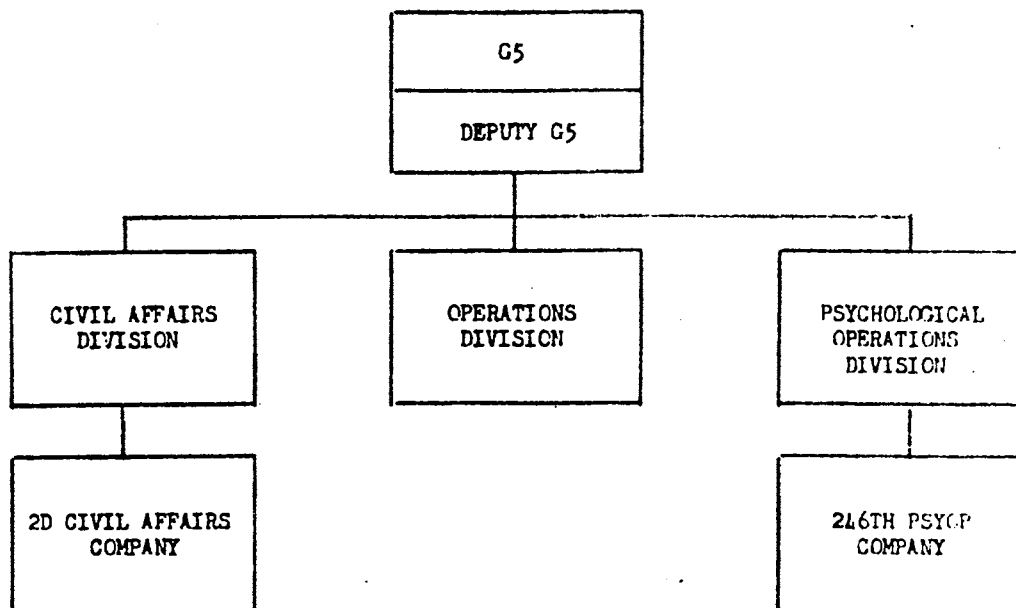 G5
DEPUTY G5
CIVIL AFFAIRS
DIVISION
OPERATIONS
DIVISION
PSYCHOLOGICAL
OPERATIONS
DIVISION
2D CIVIL AFFAIRS
COMPANY
246TH PSYOP
COMPANY